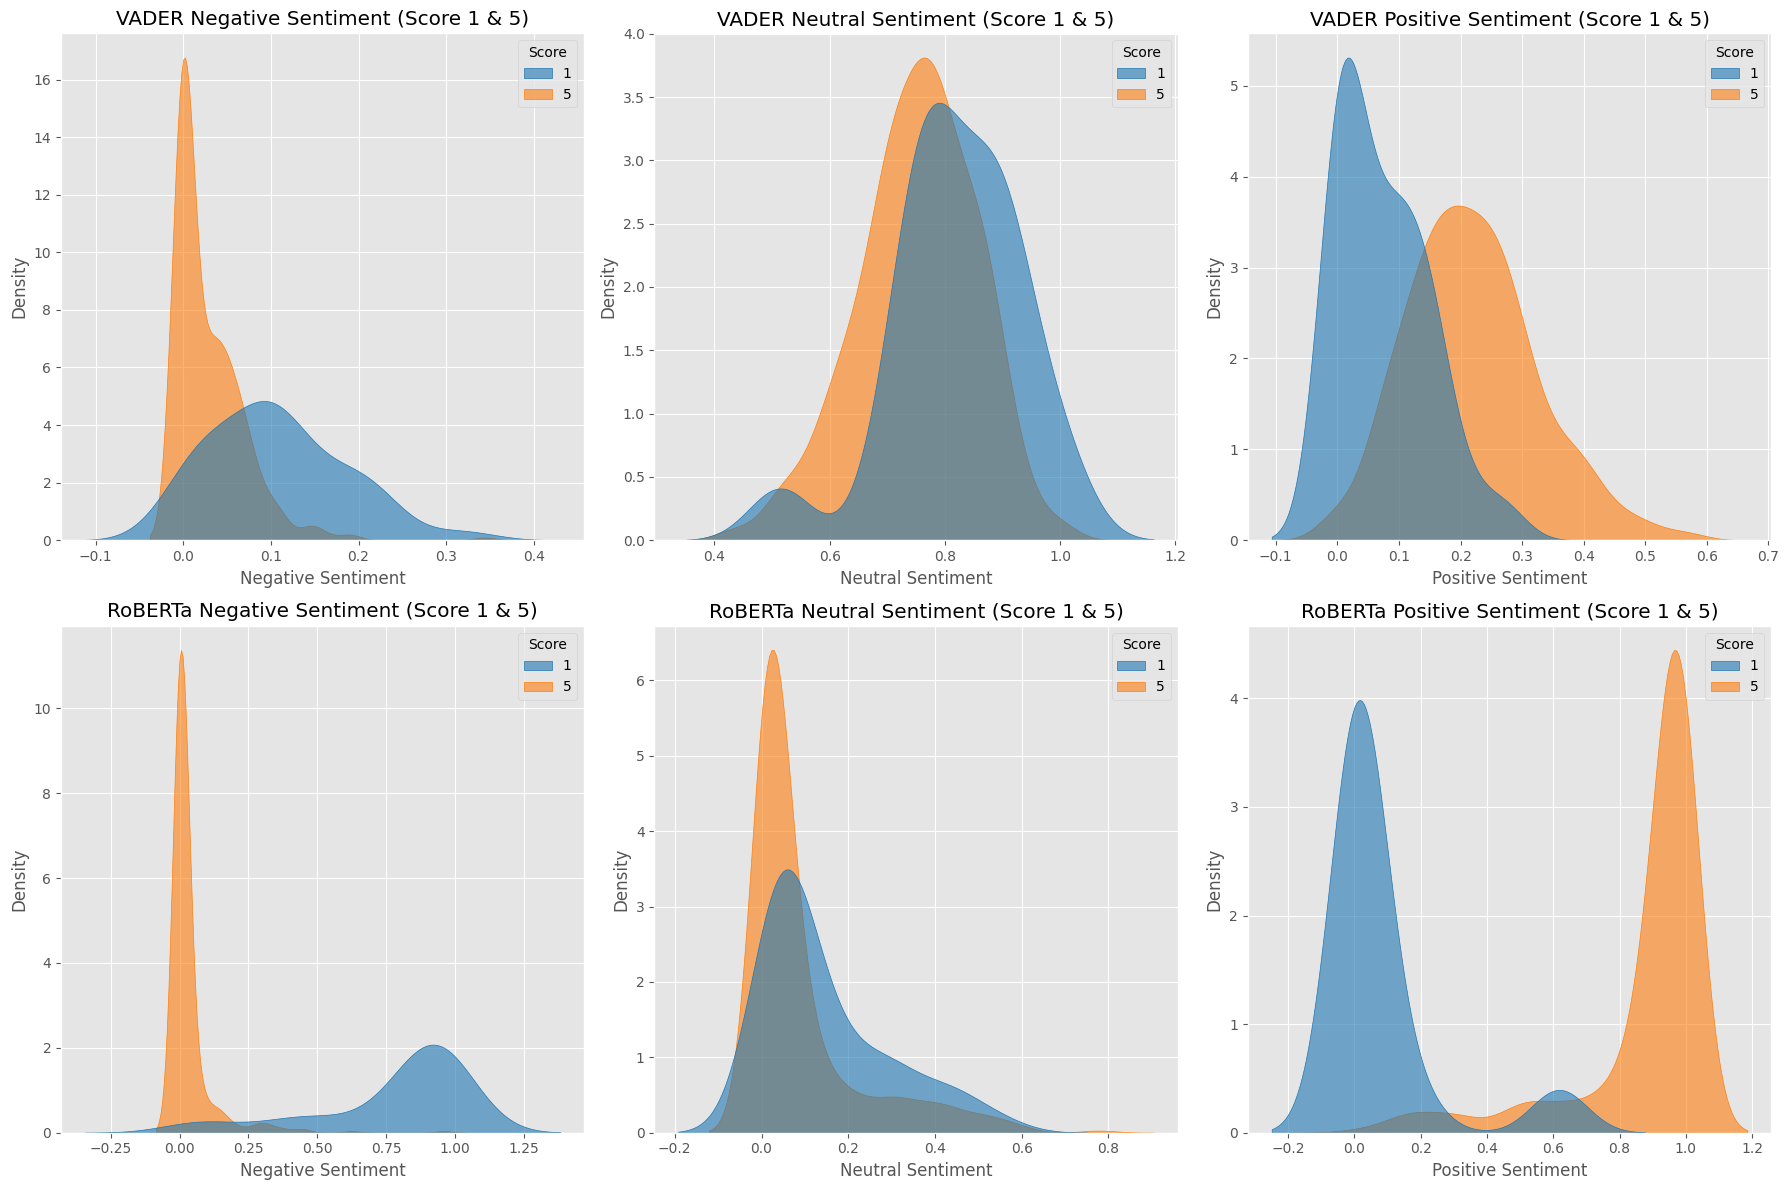 VADER Negative Sentiment (Score 1 & 5)
Score
1
5
16
14
12
10
8
6
4
2
0
Density
−0.1 0.0 0.1 0.2 0.3 0.4
Negative Sentiment
VADER Neutral Sentiment (Score 1 & 5)
Score
1
5
4.0
3.5
3.0
2.5
2.0
1.5
1.0
0.5
0.0
Density
0.4 0.6 0.8 1.0 1.2
Neutral Sentiment
VADER Positive Sentiment (Score 1 & 5)
Score
1
5
5
4
3
2
1
0
Density
−0.1 0.0 0.1 0.2 0.3 0.4 0.5 0.6 0.7
Positive Sentiment
RoBERTa Negative Sentiment (Score 1 & 5)
Score
1
5
10
8
6
4
2
0
Density
−0.25 0.00 0.25 0.50 0.75 1.00 1.25
Negative Sentiment
RoBERTa Neutral Sentiment (Score 1 & 5)
Score
1
5
6
5
4
3
2
1
0
Density
−0.2 0.0 0.2 0.4 0.6 0.8
Neutral Sentiment
RoBERTa Positive Sentiment (Score 1 & 5)
Score
1
5
4
3
2
1
0
Density
−0.2 0.0 0.2 0.4 0.6 0.8 1.0 1.2
Positive Sentiment